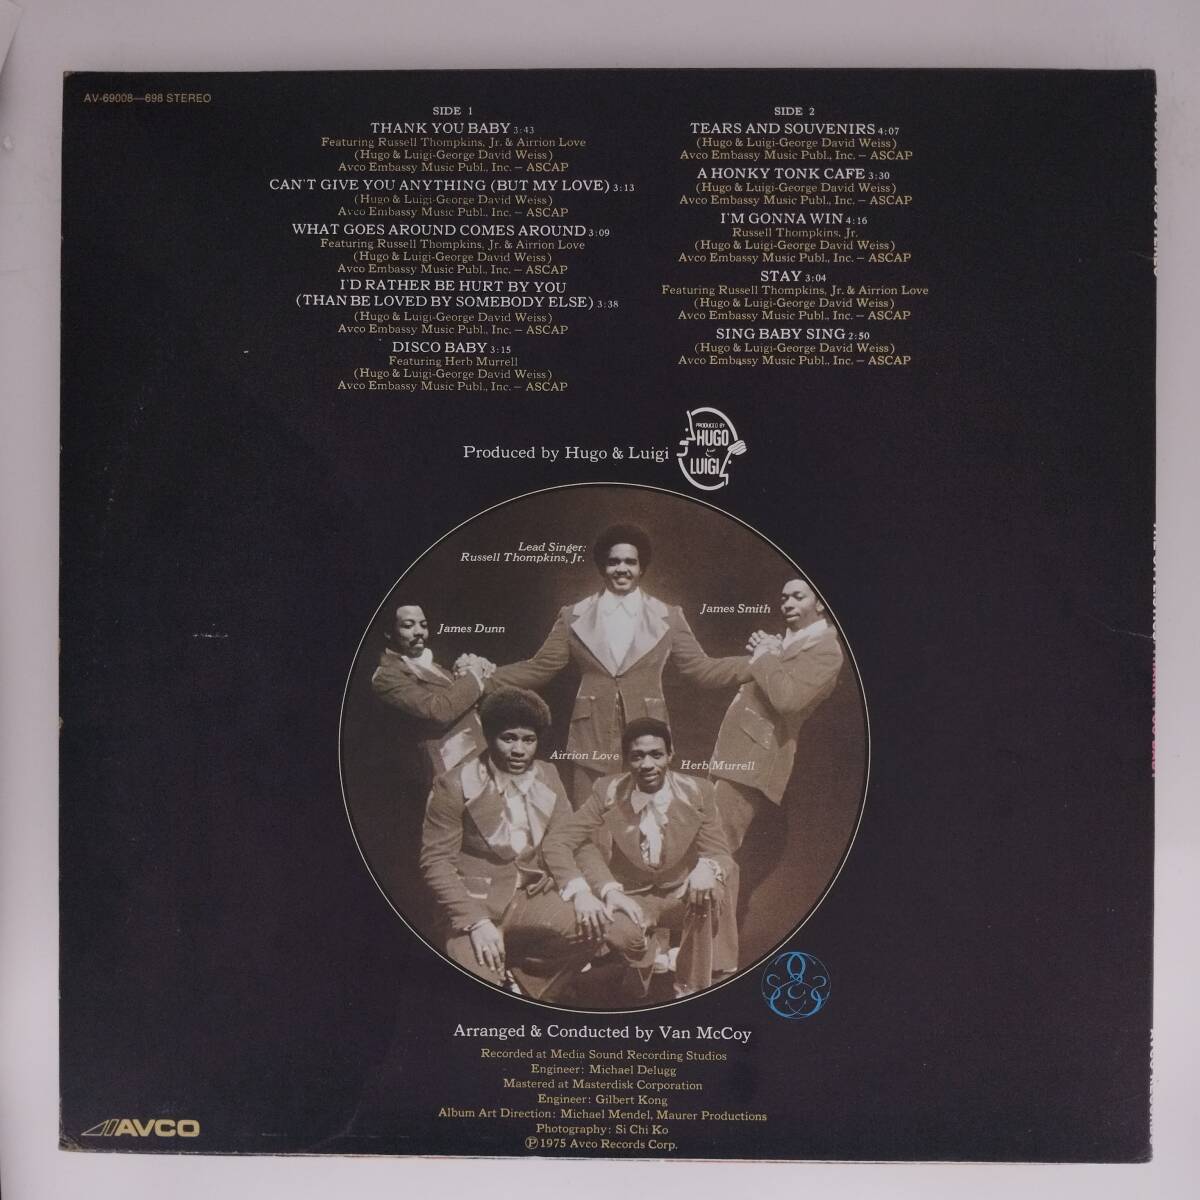 AV-69008—698 STEREO
SIDE 1
THANK YOU BABY 3:43
Featuring Russell Thompkins, Jr. & Airrion Love
(Hugo & Luigi-George David Weiss)
Avco Embassy Music Publ., Inc. — ASCAP
CAN'T GIVE YOU ANYTHING (BUT MY LOVE) 3:13
(Hugo & Luigi-George David Weiss)
Avco Embassy Music Publ., Inc. — ASCAP
WHAT GOES AROUND COMES AROUND 3:09
Featuring Russell Thompkins, Jr. & Airrion Love
(Hugo & Luigi-George David Weiss)
Avco Embassy Music Publ., Inc. — ASCAP
I'D RATHER BE HURT BY YOU
(THAN BE LOVED BY SOMEBODY ELSE) 3:38
(Hugo & Luigi-George David Weiss)
Avco Embassy Music Publ., Inc. — ASCAP
DISCO BABY 3:15
Featuring Herb Murrell
(Hugo & Luigi-George David Weiss)
Avco Embassy Music Publ., Inc. — ASCAP
SIDE 2
TEARS AND SOUVENIRS 4:07
(Hugo & Luigi-George David Weiss)
Avco Embassy Music Publ., Inc. — ASCAP
A HONKY TONK CAFE 3:30
(Hugo & Luigi-George David Weiss)
Avco Embassy Music Publ., Inc. — ASCAP
I'M GONNA WIN 4:16
Russell Thompkins, Jr.
(Hugo & Luigi-George David Weiss)
Avco Embassy Music Publ., Inc. — ASCAP
STAY 3:04
Featuring Russell Thompkins, Jr. & Airrion Love
(Hugo & Luigi-George David Weiss)
Avco Embassy Music Publ., Inc. — ASCAP
SING BABY SING 2:50
(Hugo & Luigi-George David Weiss)
Avco Embassy Music Publ., Inc. — ASCAP
Produced by Hugo & Luigi
PRODUCED BY
HUGO
&
LUIGI
Lead Singer:
Russell Thompkins, Jr.
James Smith
James Dunn
Airrion Love
Herb Murrell
Arranged & Conducted by Van McCoy
Recorded at Media Sound Recording Studios
Engineer: Michael Delugg
Mastered at Masterdisk Corporation
Engineer: Gilbert Kong
Album Art Direction: Michael Mendel, Maurer Productions
Photography: Si Chi Ko
Ⓟ 1975 Avco Records Corp.
AVCO